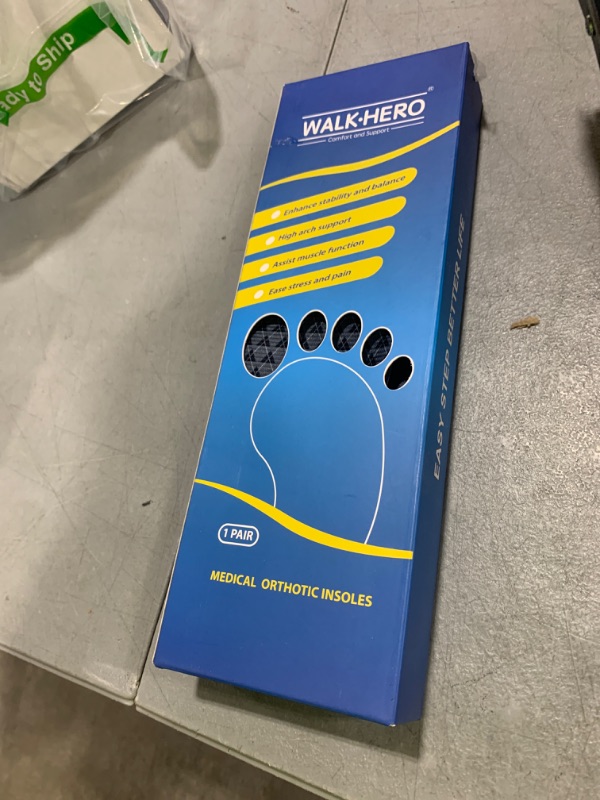 ady to Ship
WALK·HERO®
Comfort and Support
Enhance stability and balance
High arch support
Assist muscle function
Ease stress and pain
1 PAIR
MEDICAL ORTHOTIC INSOLES
EASY STEP BETTER LIFE